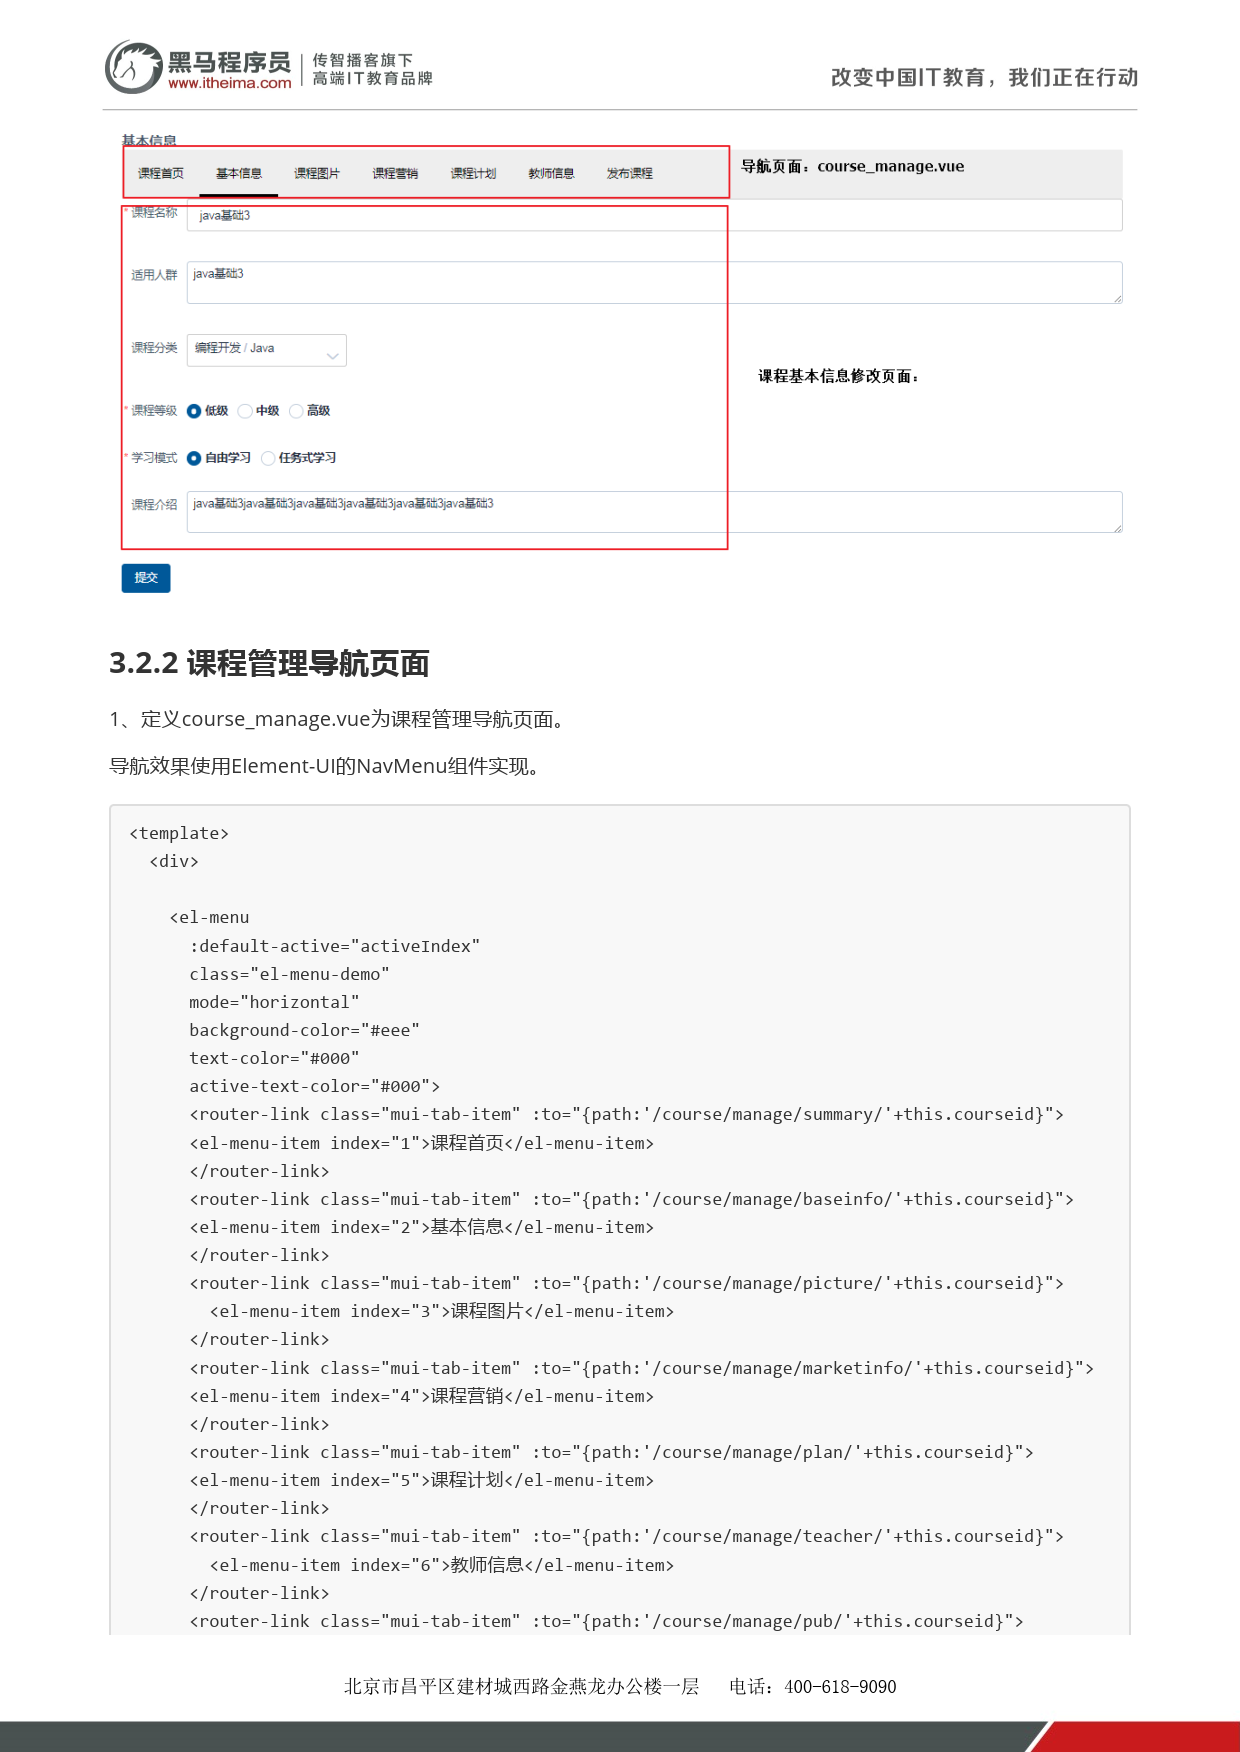 黑马程序员
www.itheima.com
传智播客旗下
高端IT教育品牌
改变中国IT教育，我们正在行动
基本信息
课程首页 基本信息 课程图片 课程营销 课程计划 教师信息 发布课程
导航页面：course_manage.vue
* 课程名称 java基础3
适用人群 java基础3
课程分类 编程开发 / Java
课程基本信息修改页面：
* 课程等级 低级 中级 高级
* 学习模式 自由学习 任务式学习
课程介绍 java基础3java基础3java基础3java基础3java基础3java基础3
提交
3.2.2 课程管理导航页面
1、定义course_manage.vue为课程管理导航页面。
导航效果使用Element-UI的NavMenu组件实现。
<template>
  <div>
    <el-menu
      :default-active="activeIndex"
      class="el-menu-demo"
      mode="horizontal"
      background-color="#eee"
      text-color="#000"
      active-text-color="#000">
      <router-link class="mui-tab-item" :to="{path:'/course/manage/summary/'+this.courseid}">
      <el-menu-item index="1">课程首页</el-menu-item>
      </router-link>
      <router-link class="mui-tab-item" :to="{path:'/course/manage/baseinfo/'+this.courseid}">
      <el-menu-item index="2">基本信息</el-menu-item>
      </router-link>
      <router-link class="mui-tab-item" :to="{path:'/course/manage/picture/'+this.courseid}">
        <el-menu-item index="3">课程图片</el-menu-item>
      </router-link>
      <router-link class="mui-tab-item" :to="{path:'/course/manage/marketinfo/'+this.courseid}">
      <el-menu-item index="4">课程营销</el-menu-item>
      </router-link>
      <router-link class="mui-tab-item" :to="{path:'/course/manage/plan/'+this.courseid}">
      <el-menu-item index="5">课程计划</el-menu-item>
      </router-link>
      <router-link class="mui-tab-item" :to="{path:'/course/manage/teacher/'+this.courseid}">
        <el-menu-item index="6">教师信息</el-menu-item>
      </router-link>
      <router-link class="mui-tab-item" :to="{path:'/course/manage/pub/'+this.courseid}">
北京市昌平区建材城西路金燕龙办公楼一层 电话：400-618-9090